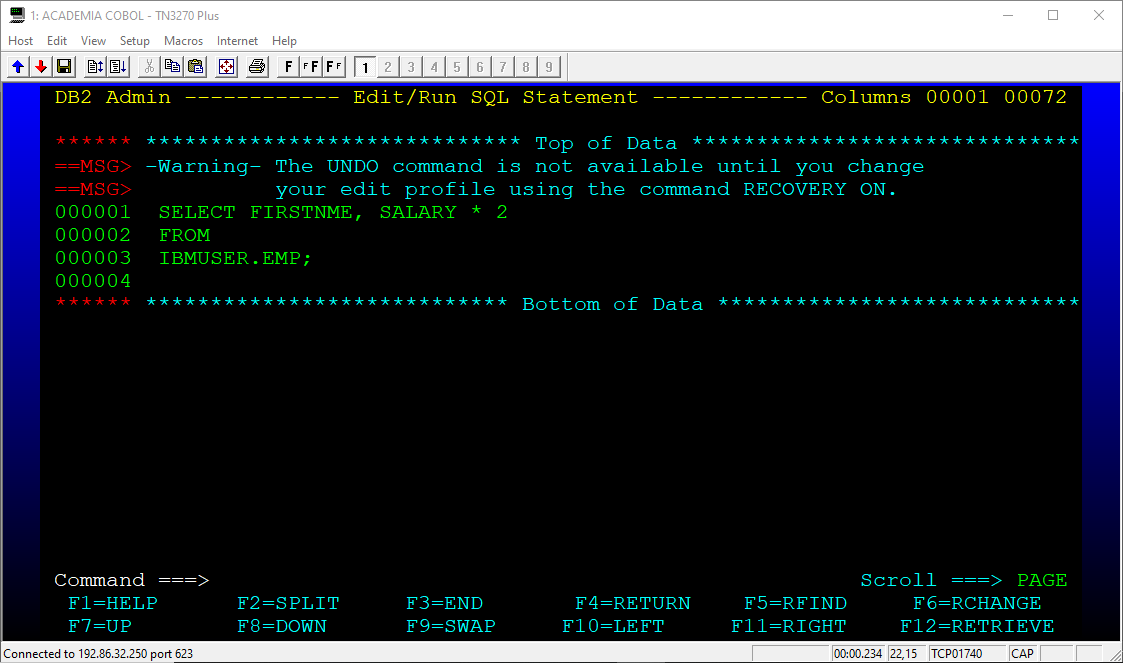 1: ACADEMIA COBOL - TN3270 Plus
Host Edit View Setup Macros Internet Help
F FF FF 1 2 3 4 5 6 7 8 9
DB2 Admin ------------ Edit/Run SQL Statement ------------ Columns 00001 00072
****** ***************************** Top of Data ******************************
==MSG> -Warning- The UNDO command is not available until you change
==MSG>           your edit profile using the command RECOVERY ON.
000001  SELECT FIRSTNME, SALARY * 2
000002  FROM
000003  IBMUSER.EMP;
000004
****** **************************** Bottom of Data ****************************
Command ===> Scroll ===> PAGE
F1=HELP F2=SPLIT F3=END F4=RETURN F5=RFIND F6=RCHANGE
F7=UP F8=DOWN F9=SWAP F10=LEFT F11=RIGHT F12=RETRIEVE
Connected to 192.86.32.250 port 623 00:00.234 22,15 TCP01740 CAP